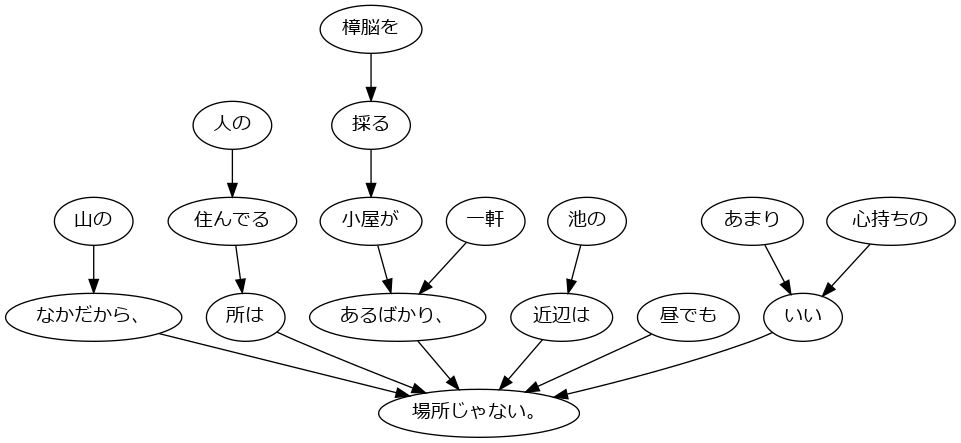 樟脳を
人の
採る
山の
住んでる
小屋が
一軒
池の
あまり
心持ちの
なかだから、
所は
あるばかり、
近辺は
昼でも
いい
場所じゃない。